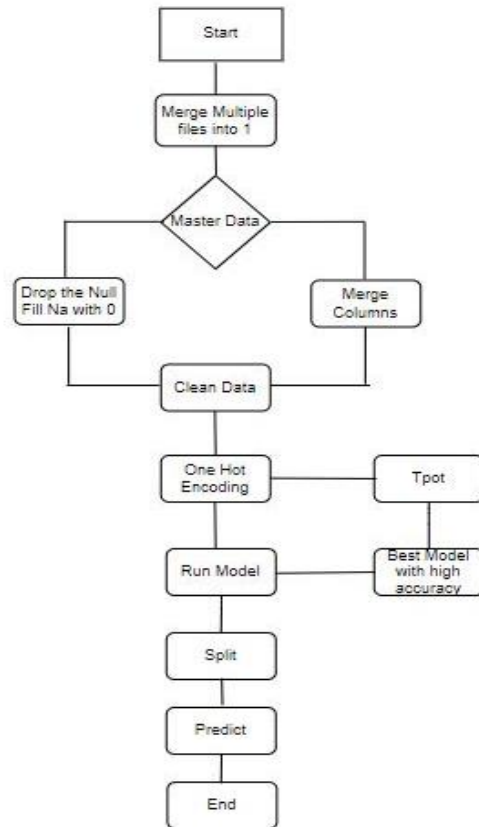 Start
Merge Multiple
files into 1
Master Data
Drop the Null
Fill Na with 0
Merge
Columns
Clean Data
One Hot
Encoding
Tpot
Run Model
Best Model
with high
accuracy
Split
Predict
End